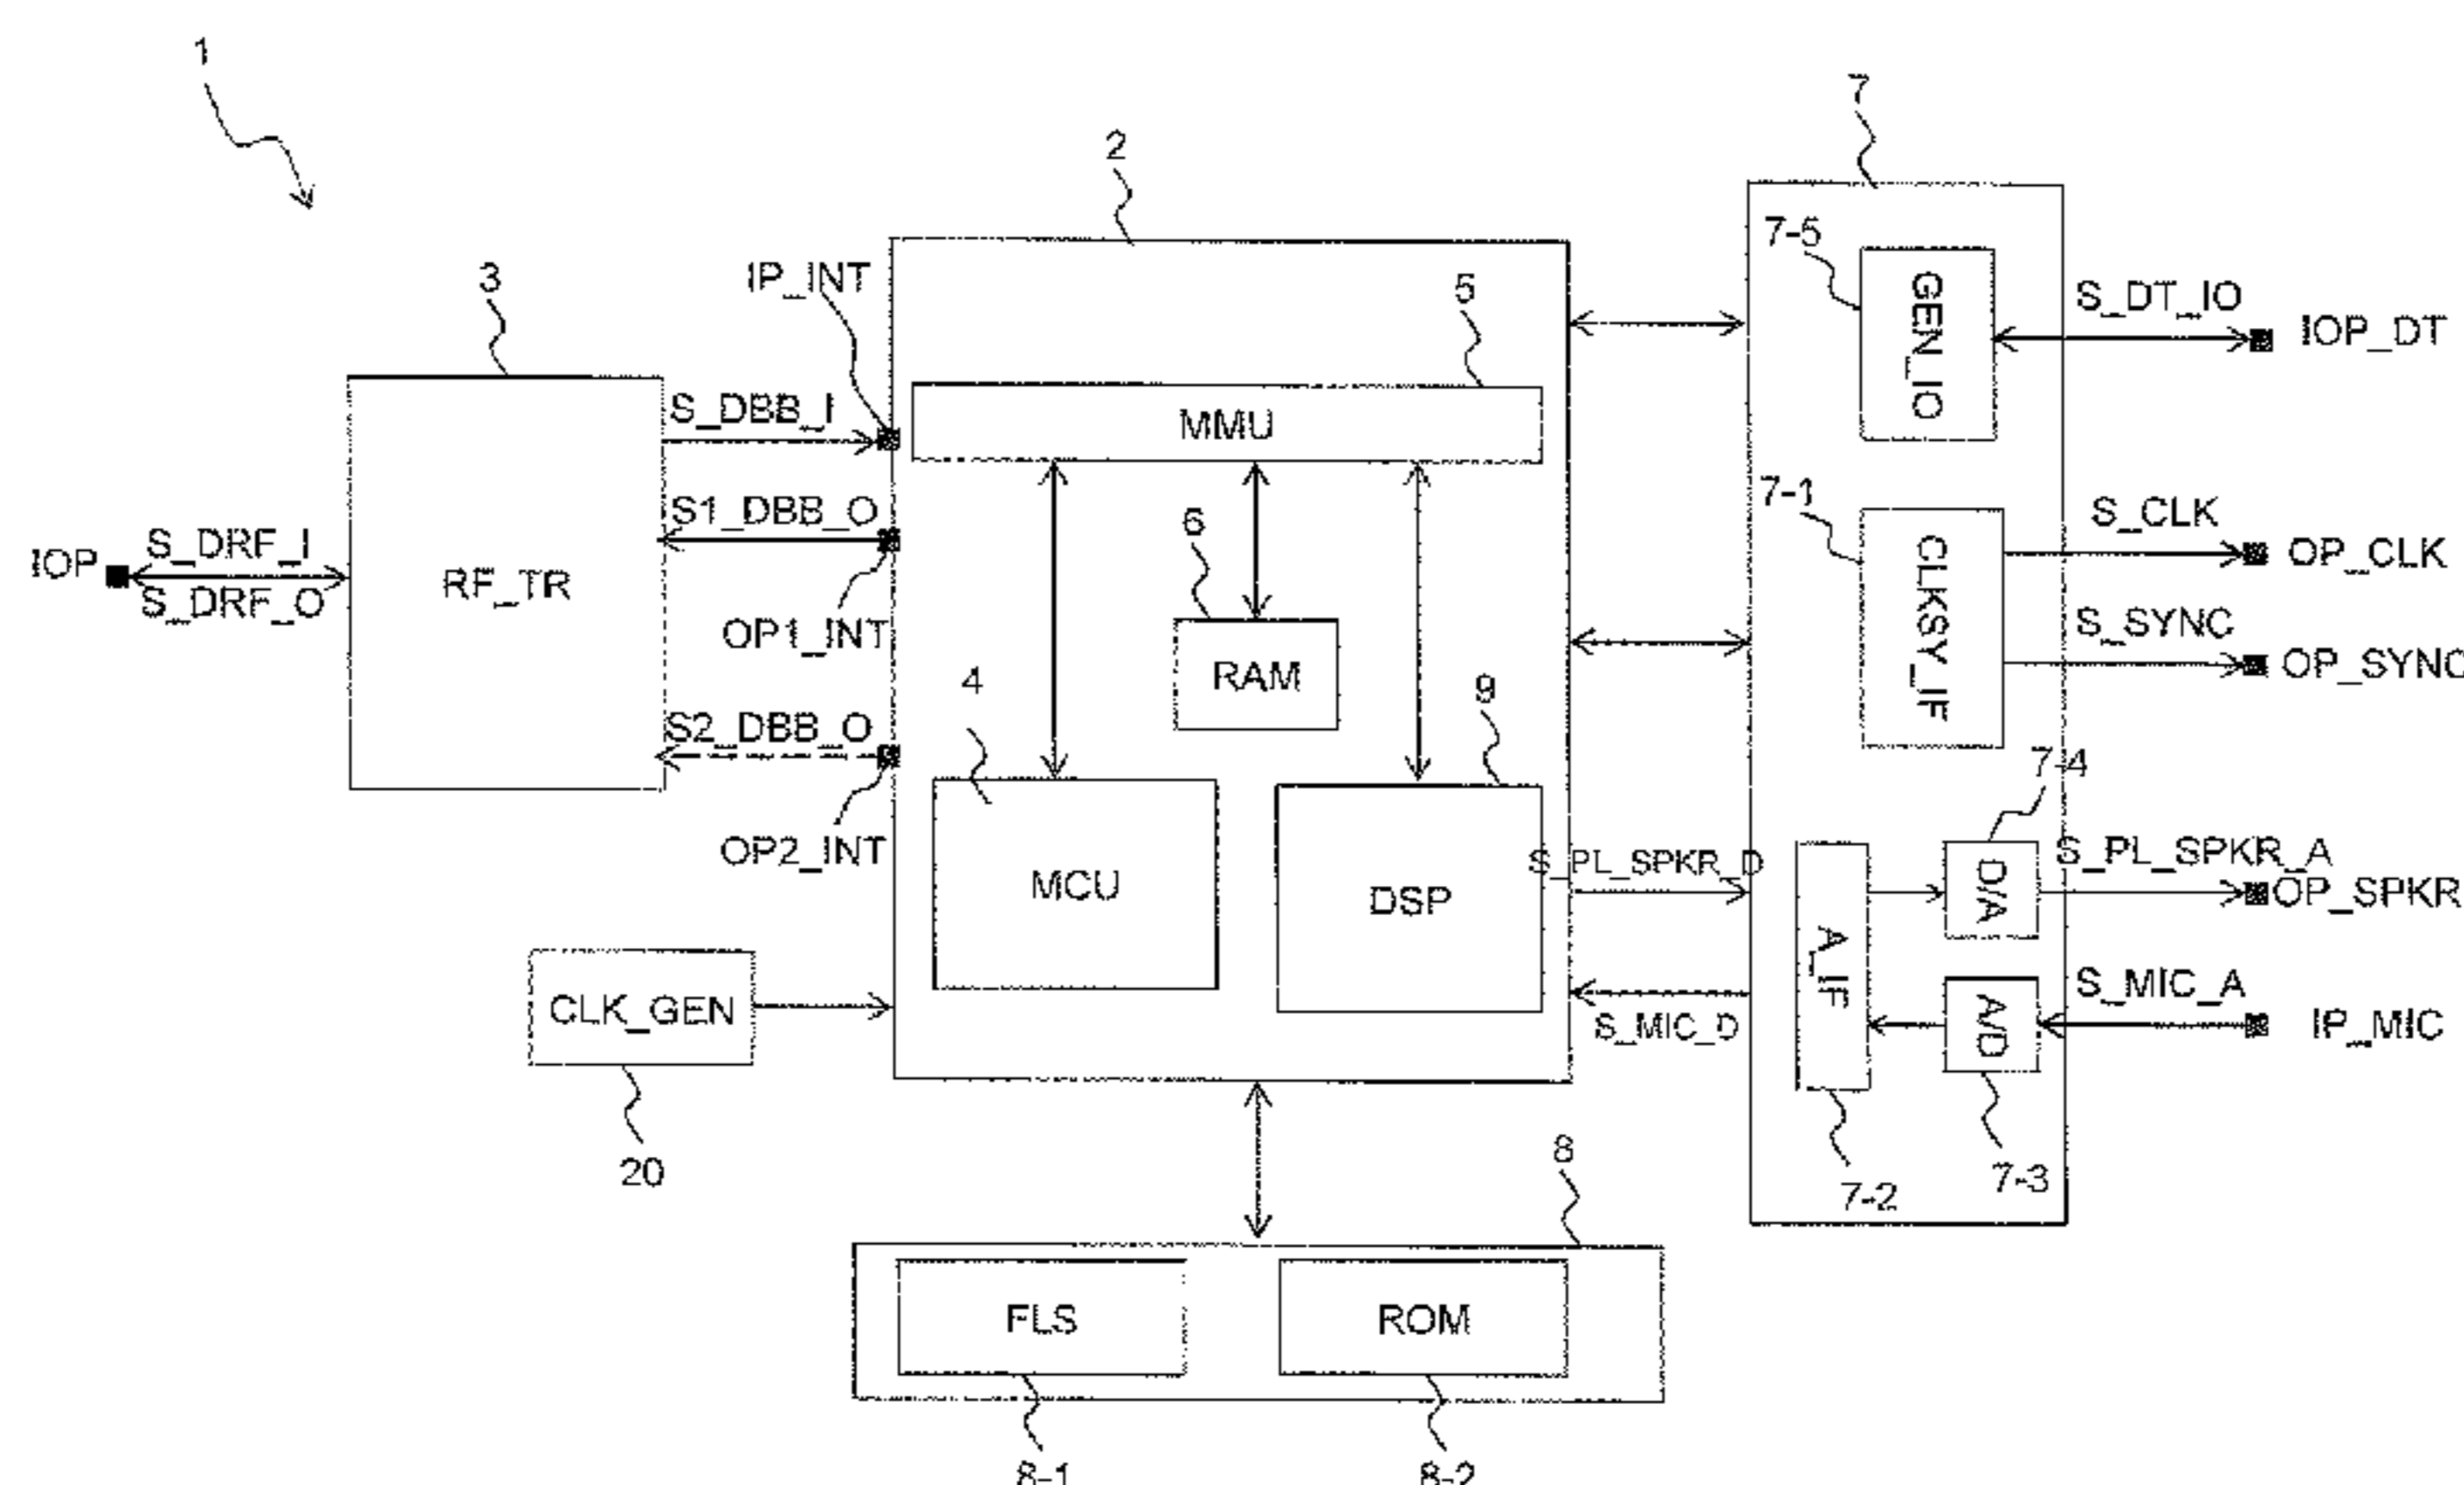 1
7
2
7-5
3
IP_INT
5
GEN_IO
S_DT_IO
IOP_DT
S_DBB_I
MMU
7-1
S1_DBB_O
6
S_CLK
OP_CLK
IOP
S_DRF_I
S_DRF_O
RF_TR
CLKSY_IF
OP1_INT
S_SYNC
OP_SYNC
RAM
4
9
S2_DBB_O
7-4
OP2_INT
MCU
DSP
S_PL_SPKR_D
D/A
S_PL_SPKR_A
OP_SPKR
A_IF
CLK_GEN
S_MIC_D
A/D
S_MIC_A
IP_MIC
20
8
7-2
7-3
FLS
ROM
8-1
8-2